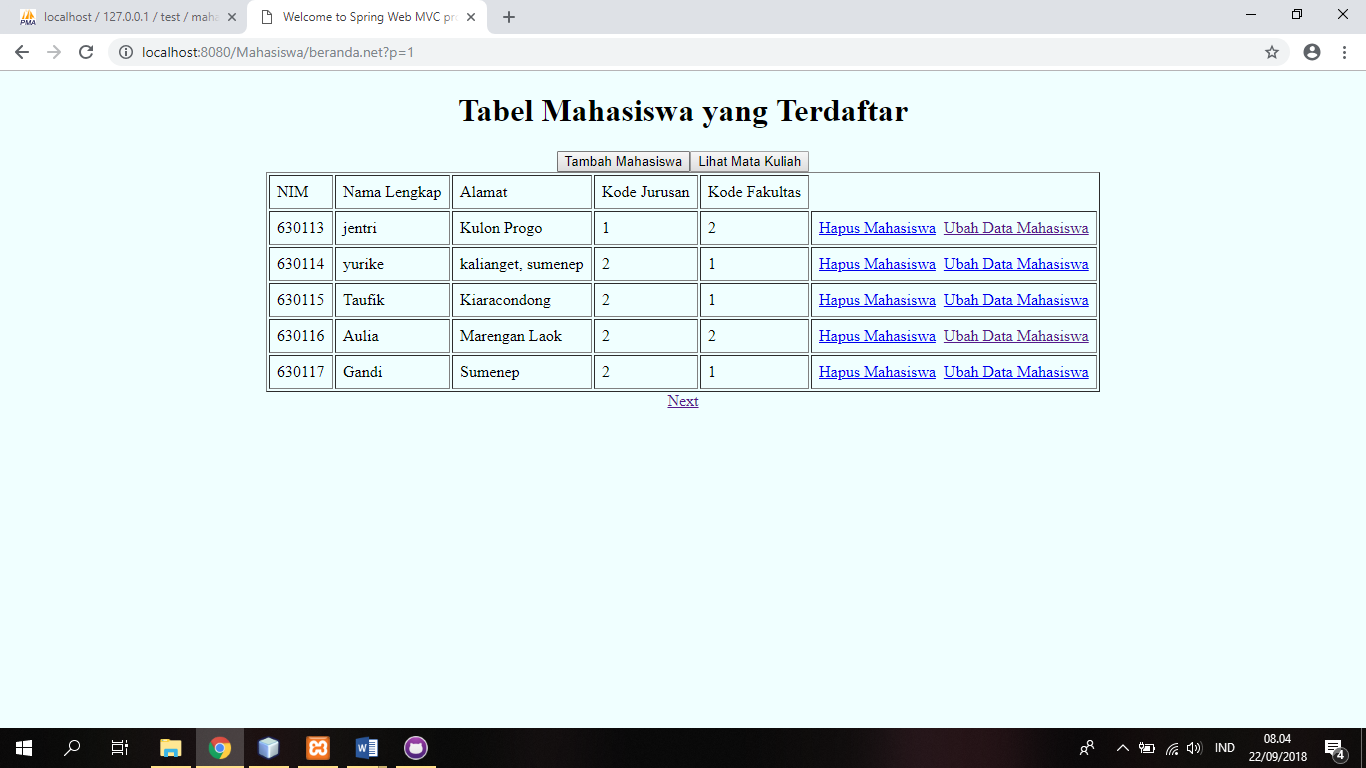 localhost / 127.0.0.1 / test / maha
Welcome to Spring Web MVC pro
localhost:8080/Mahasiswa/beranda.net?p=1
Tabel Mahasiswa yang Terdaftar
Tambah Mahasiswa Lihat Mata Kuliah
NIM Nama Lengkap Alamat Kode Jurusan Kode Fakultas
630113 jentri Kulon Progo 1 2 Hapus Mahasiswa Ubah Data Mahasiswa
630114 yurike kalianget, sumenep 2 1 Hapus Mahasiswa Ubah Data Mahasiswa
630115 Taufik Kiaracondong 2 1 Hapus Mahasiswa Ubah Data Mahasiswa
630116 Aulia Marengan Laok 2 2 Hapus Mahasiswa Ubah Data Mahasiswa
630117 Gandi Sumenep 2 1 Hapus Mahasiswa Ubah Data Mahasiswa
Next
IND
08.04
22/09/2018
4